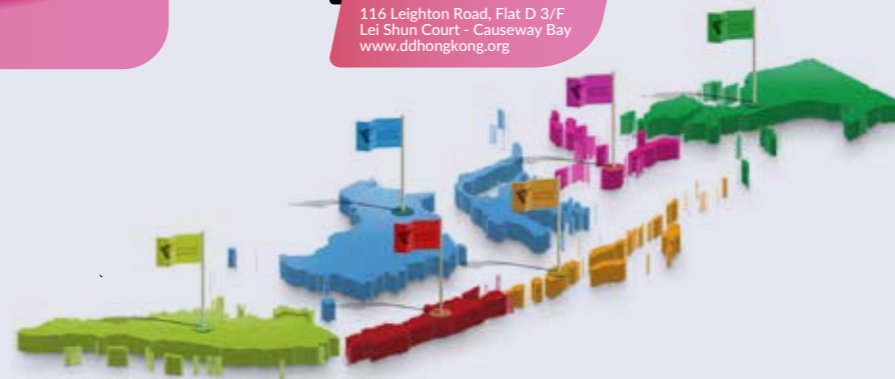 116 Leighton Road, Flat D 3/F
Lei Shun Court - Causeway Bay
www.ddhongkong.org